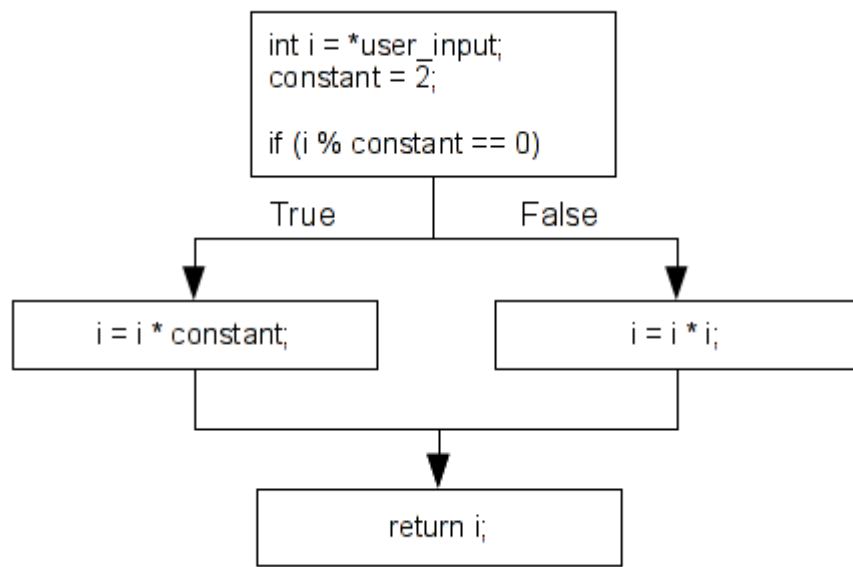 int i = *user_input;
constant = 2;
if (i % constant == 0)
True
False
i = i * constant;
i = i * i;
return i;